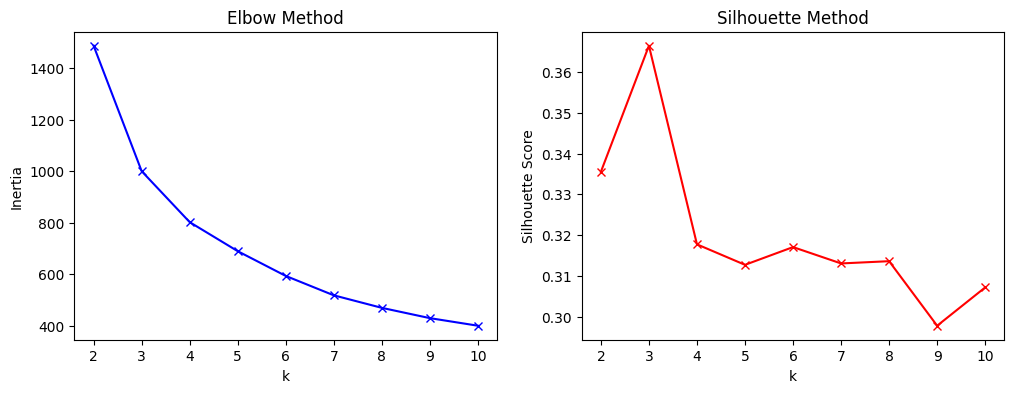 Elbow Method
1400
1200
1000
800
600
400
Inertia
2 3 4 5 6 7 8 9 10
k
Silhouette Method
0.36
0.35
0.34
0.33
0.32
0.31
0.30
Silhouette Score
2 3 4 5 6 7 8 9 10
k